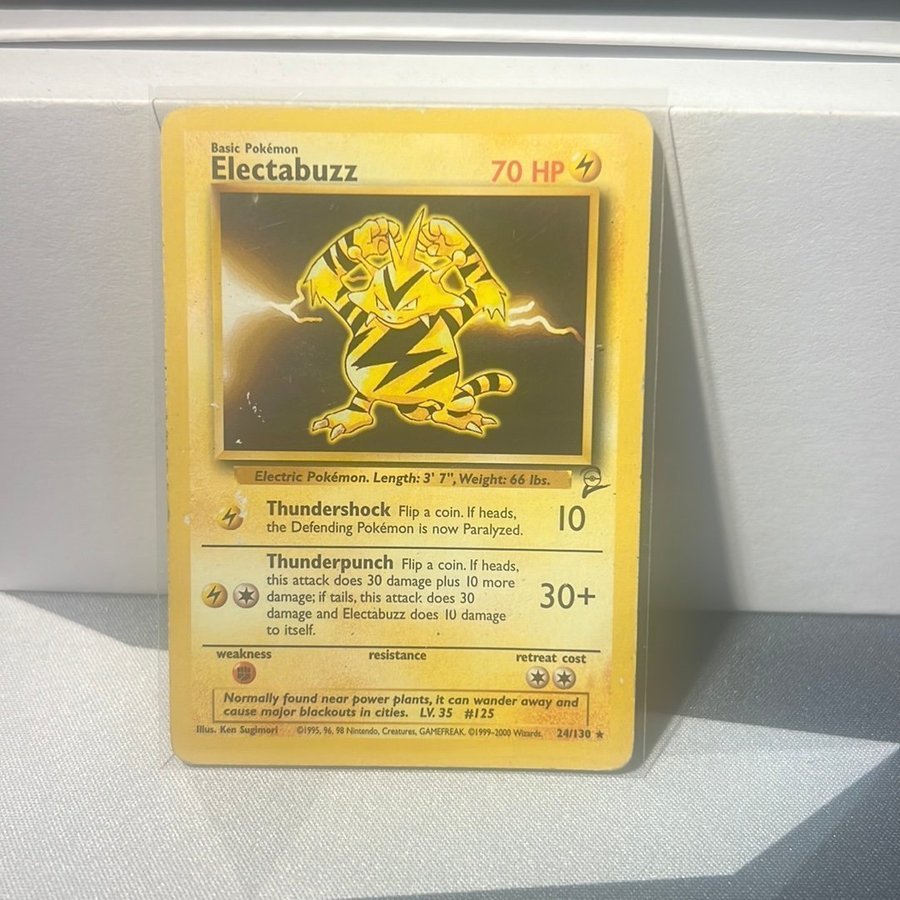 Basic Pokémon
Electabuzz
70 HP
Electric Pokémon. Length: 3' 7", Weight: 66 lbs.
Thundershock Flip a coin. If heads,
the Defending Pokémon is now Paralyzed.
10
Thunderpunch Flip a coin. If heads,
this attack does 30 damage plus 10 more
damage; if tails, this attack does 30
damage and Electabuzz does 10 damage
to itself.
30+
weakness
resistance
retreat cost
Normally found near power plants, it can wander away and
cause major blackouts in cities. LV. 35 #125
Illus. Ken Sugimori ©1995, 96, 98 Nintendo, Creatures, GAMEFREAK. ©1999-2000 Wizards. 24/130 ★